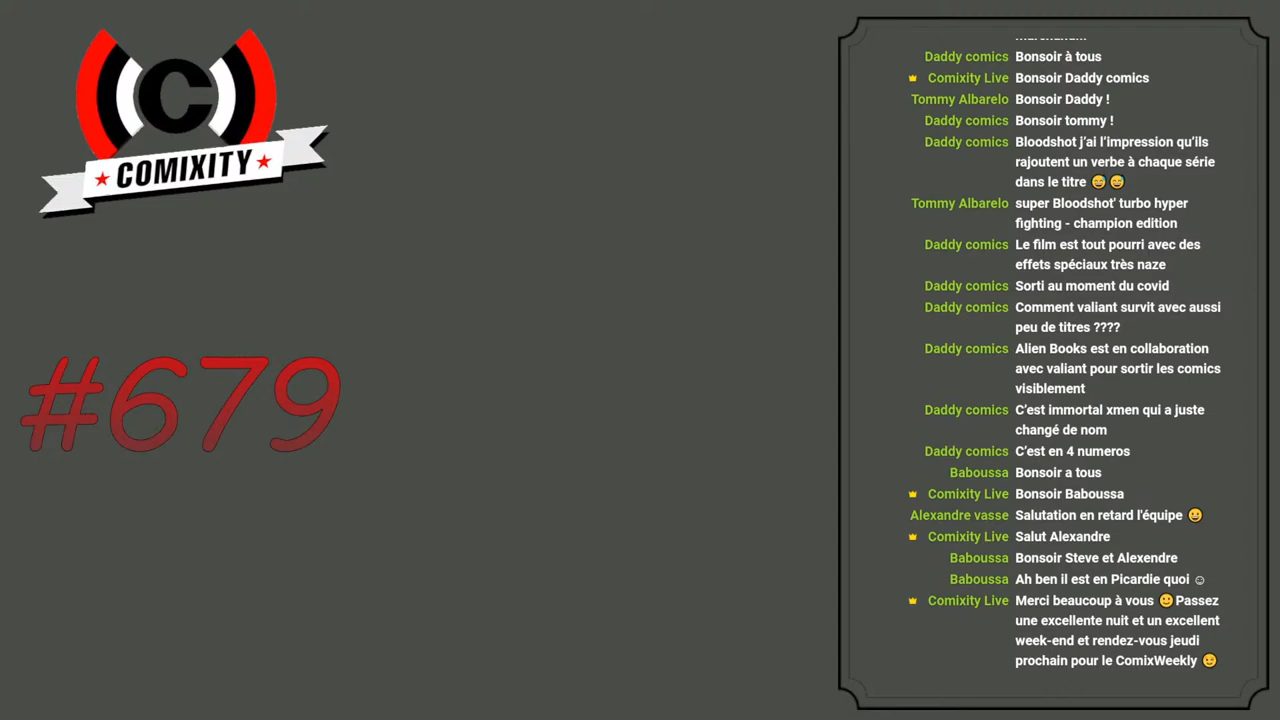 COMIXITY
#679
Daddy comics Bonsoir à tous
Comixity Live Bonsoir Daddy comics
Tommy Albarelo Bonsoir Daddy !
Daddy comics Bonsoir tommy !
Daddy comics Bloodshot j’ai l’impression qu’ils
rajoutent un verbe à chaque série
dans le titre 😅 😅
Tommy Albarelo super Bloodshot' turbo hyper
fighting - champion edition
Daddy comics Le film est tout pourri avec des
effets spéciaux très naze
Daddy comics Sorti au moment du covid
Daddy comics Comment valiant survit avec aussi
peu de titres ????
Daddy comics Alien Books est en collaboration
avec valiant pour sortir les comics
visiblement
Daddy comics C’est immortal xmen qui a juste
changé de nom
Daddy comics C’est en 4 numeros
Baboussa Bonsoir a tous
Comixity Live Bonsoir Baboussa
Alexandre vasse Salutation en retard l'équipe 😀
Comixity Live Salut Alexandre
Baboussa Bonsoir Steve et Alexendre
Baboussa Ah ben il est en Picardie quoi ☺
Comixity Live Merci beaucoup à vous 🙂Passez
une excellente nuit et un excellent
week-end et rendez-vous jeudi
prochain pour le ComixWeekly 😉